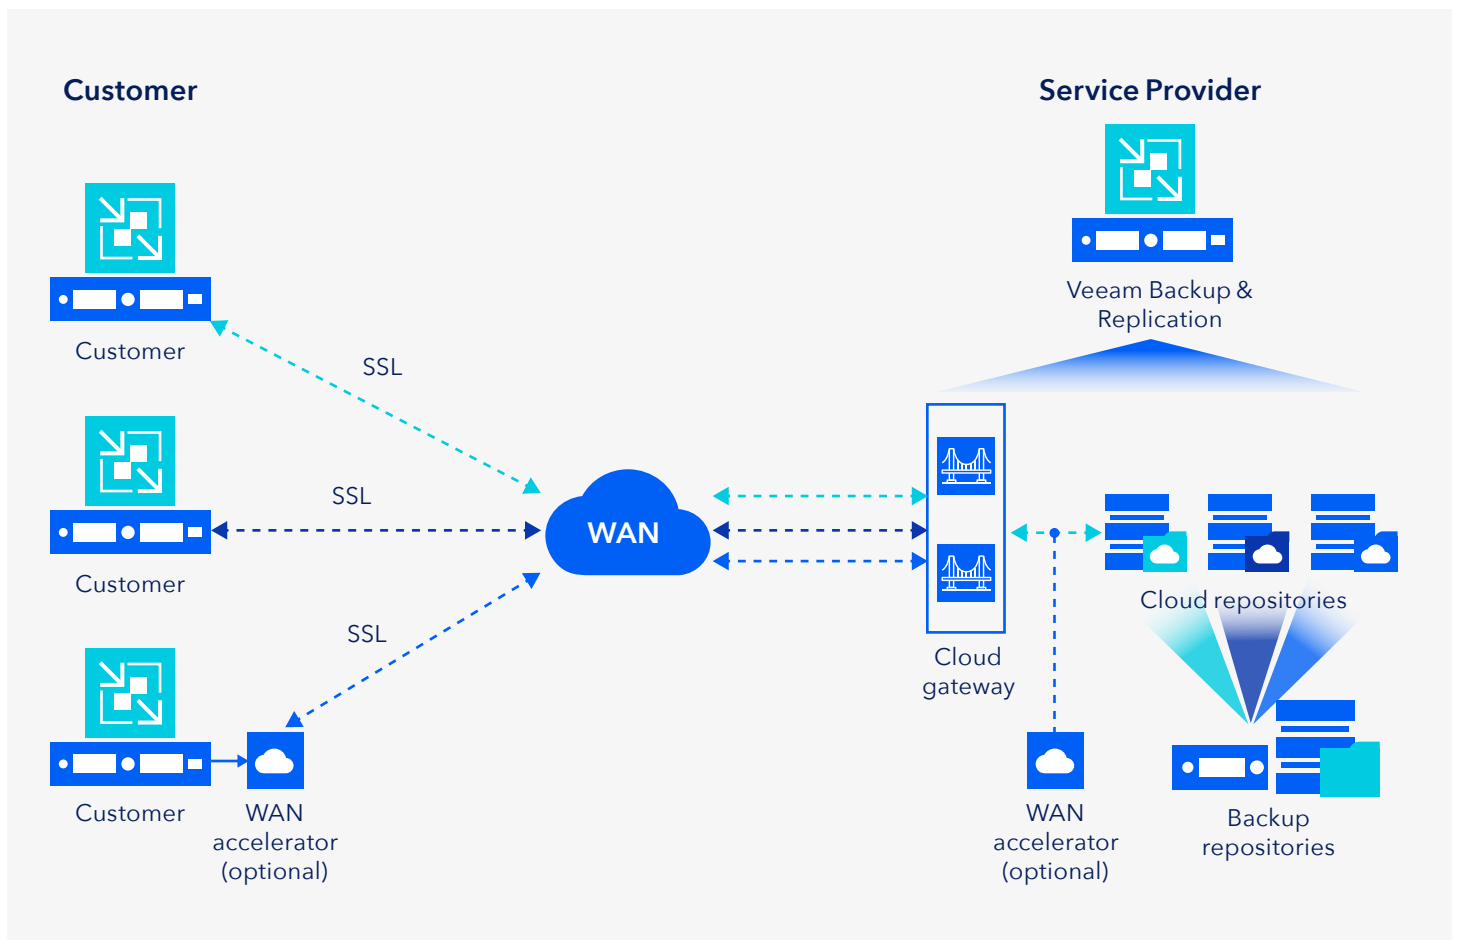 Customer
Service Provider
Veeam Backup &
Replication
Customer
SSL
SSL
WAN
Customer
Cloud repositories
SSL
Cloud
gateway
Customer
WAN
accelerator
(optional)
WAN
accelerator
(optional)
Backup
repositories